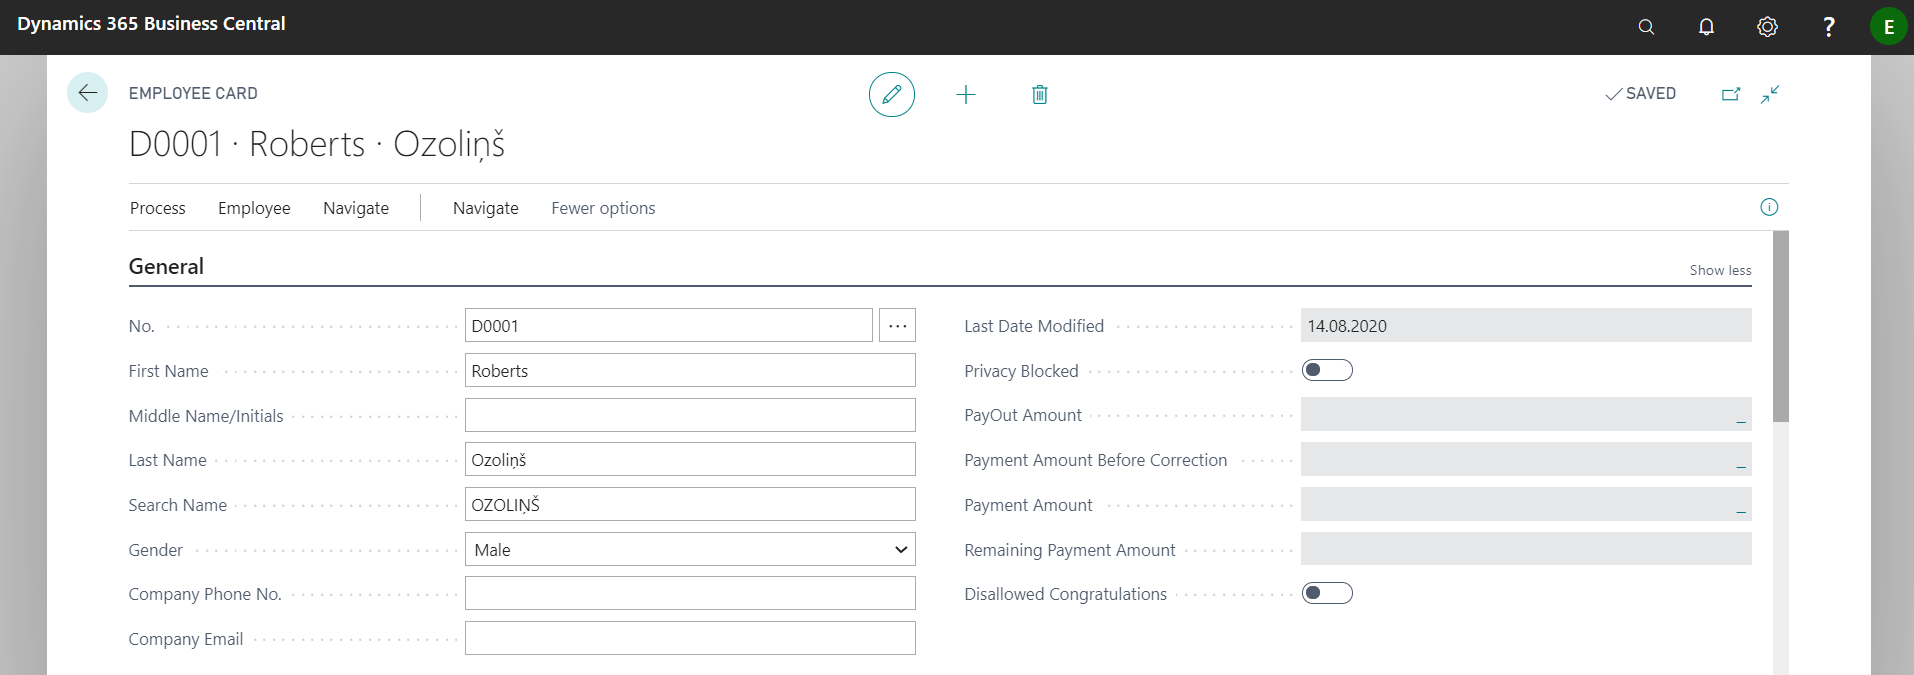 Dynamics 365 Business Central
?
E
EMPLOYEE CARD
SAVED
D0001 · Roberts · Ozoliņš
Process Employee Navigate Navigate Fewer options
General
Show less
No.
D0001
...
First Name
Roberts
Middle Name/Initials
Last Name
Ozoliņš
Search Name
OZOLIŅŠ
Gender
Male
Company Phone No.
Company Email
Last Date Modified
14.08.2020
Privacy Blocked
PayOut Amount
_
Payment Amount Before Correction
_
Payment Amount
_
Remaining Payment Amount
Disallowed Congratulations